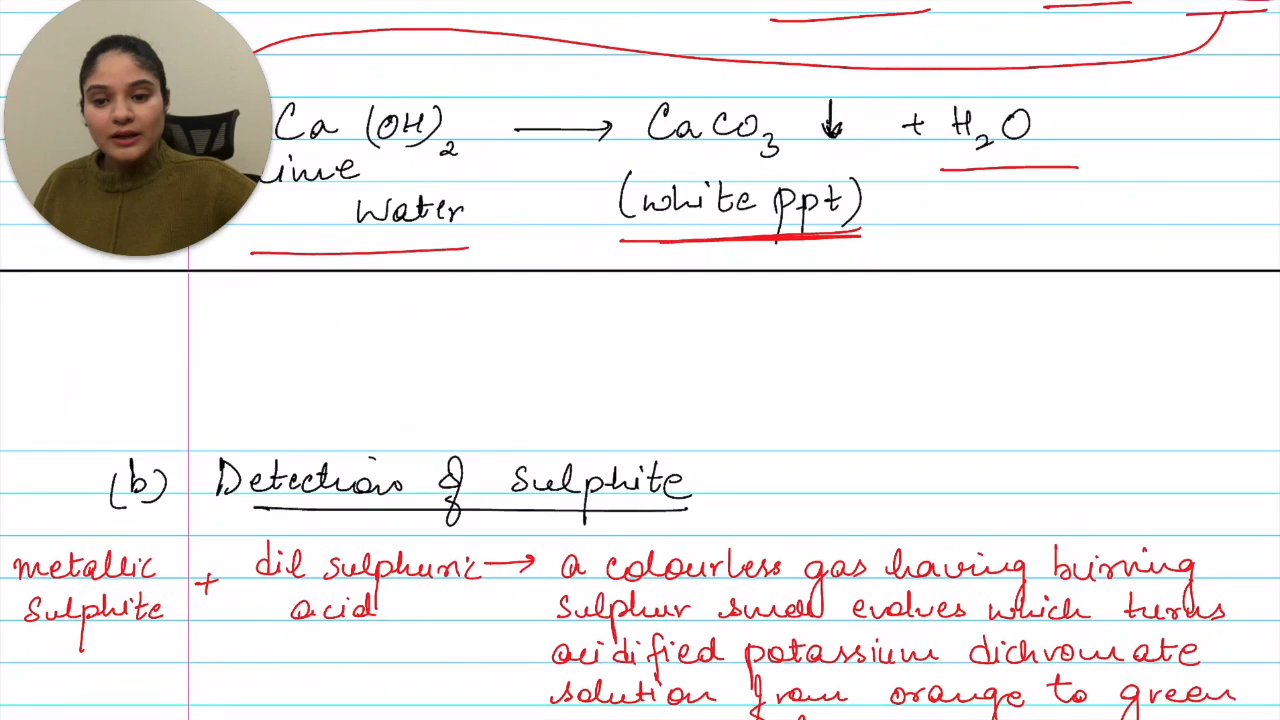 Ca (OH)2 ⟶ CaCO3 ↓ + H2O
lime
water (white ppt)
(b) Detection of Sulphite
metallic + dil sulphuric → a colourless gas having burning
Sulphite acid sulphur smell evolves which turns
acidified potassium dichromate
solution from orange to green